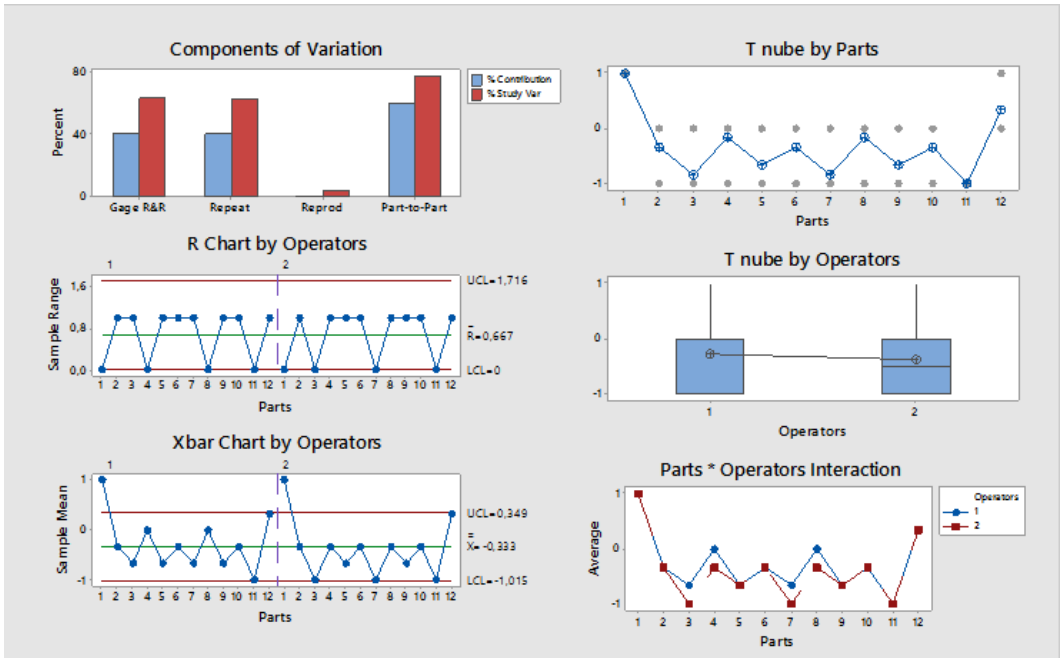 Components of Variation
80
40
0
Percent
Gage R&R Repeat Reprod Part-to-Part
% Contribution
% Study Var
R Chart by Operators
1 2
1,6
0,8
0,0
Sample Range
UCL=1,716
R=0,667
LCL=0
1 2 3 4 5 6 7 8 9 10 11 12 1 2 3 4 5 6 7 8 9 10 11 12
Parts
Xbar Chart by Operators
1 2
1
0
-1
Sample Mean
UCL=0,349
X= -0,333
LCL=-1,015
1 2 3 4 5 6 7 8 9 10 11 12 1 2 3 4 5 6 7 8 9 10 11 12
Parts
T nube by Parts
1
0
-1
1 2 3 4 5 6 7 8 9 10 11 12
Parts
T nube by Operators
1
0
-1
1 2
Operators
Parts * Operators Interaction
1
0
-1
Average
1 2 3 4 5 6 7 8 9 10 11 12
Parts
Operators
1
2